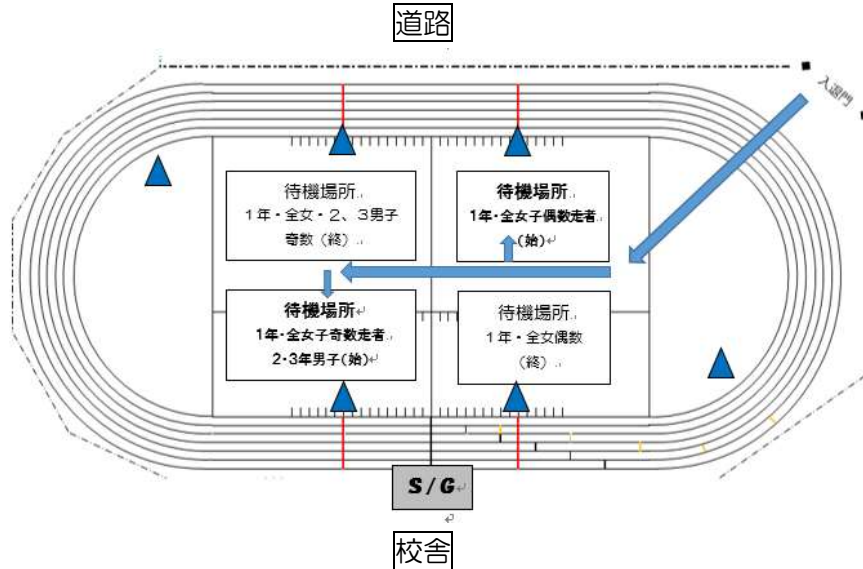 道路
入退門
待機場所
1年・全女・2、3男子
奇数(終)
待機場所
1年・全女子偶数走者
(始)
待機場所
1年・全女子奇数走者
2・3年男子(始)
待機場所
1年・全女偶数
(終)
S/G
校舎